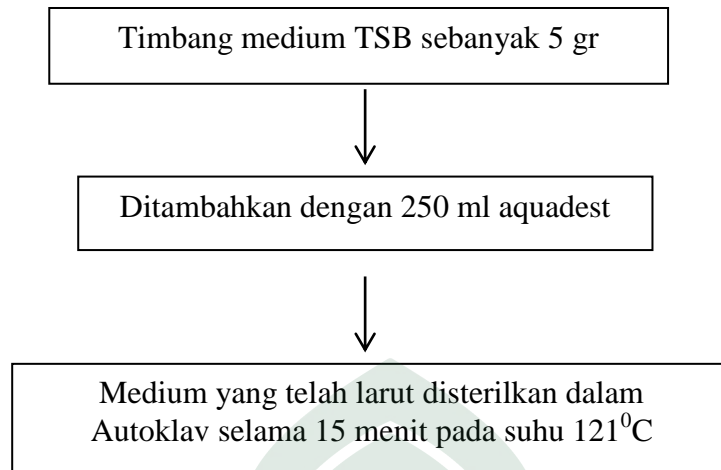 Timbang medium TSB sebanyak 5 gr
Ditambahkan dengan 250 ml aquadest
Medium yang telah larut disterilkan dalam
Autoklav selama 15 menit pada suhu 121⁰C